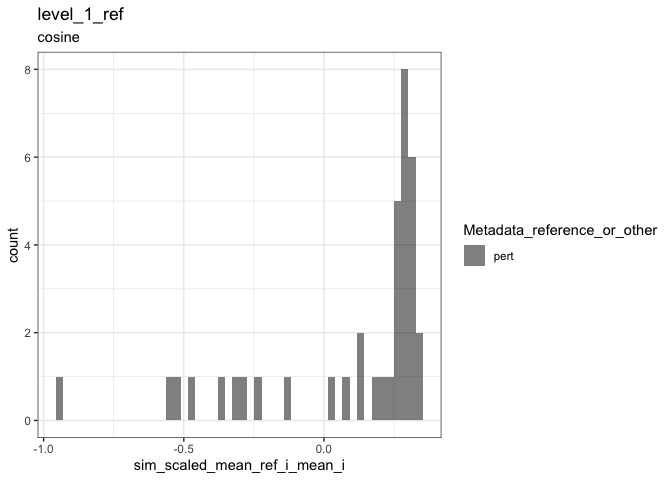 level_1_ref
cosine
8
6
4
2
0
count
-1.0
-0.5
0.0
sim_scaled_mean_ref_i_mean_i
Metadata_reference_or_other
pert